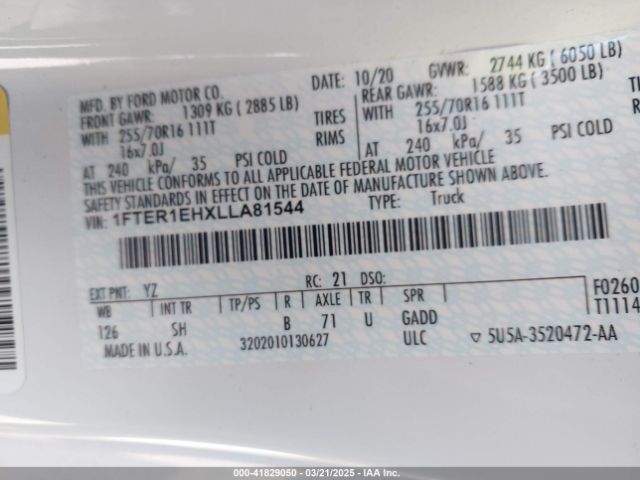 MFD. BY FORD MOTOR CO. DATE: 10/20 GVWR: 2744 KG ( 6050 LB)
FRONT GAWR: 1309 KG ( 2885 LB) REAR GAWR: 1588 KG ( 3500 LB)
WITH 255/70R16 111T TIRES WITH 255/70R16 111T
16x7.0J RIMS 16x7.0J
AT 240 kPa/ 35 PSI COLD AT 240 kPa/ 35
THIS VEHICLE CONFORMS TO ALL APPLICABLE FEDERAL MOTOR VEHICLE
SAFETY STANDARDS IN EFFECT ON THE DATE OF MANUFACTURE SHOWN ABOVE.
VIN: 1FTER1EHXLLA81544 TYPE: Truck
EXT PNT: YZ RC: 21 DSO: F0260
WB INT TR TP/PS R AXLE TR SPR T1114
126 SH B 71 U GADD
MADE IN U.S.A. 3202010130627 ULC ▽ 5U5A-3520472-AA
000-41829050 - 03/21/2025 - IAA Inc.